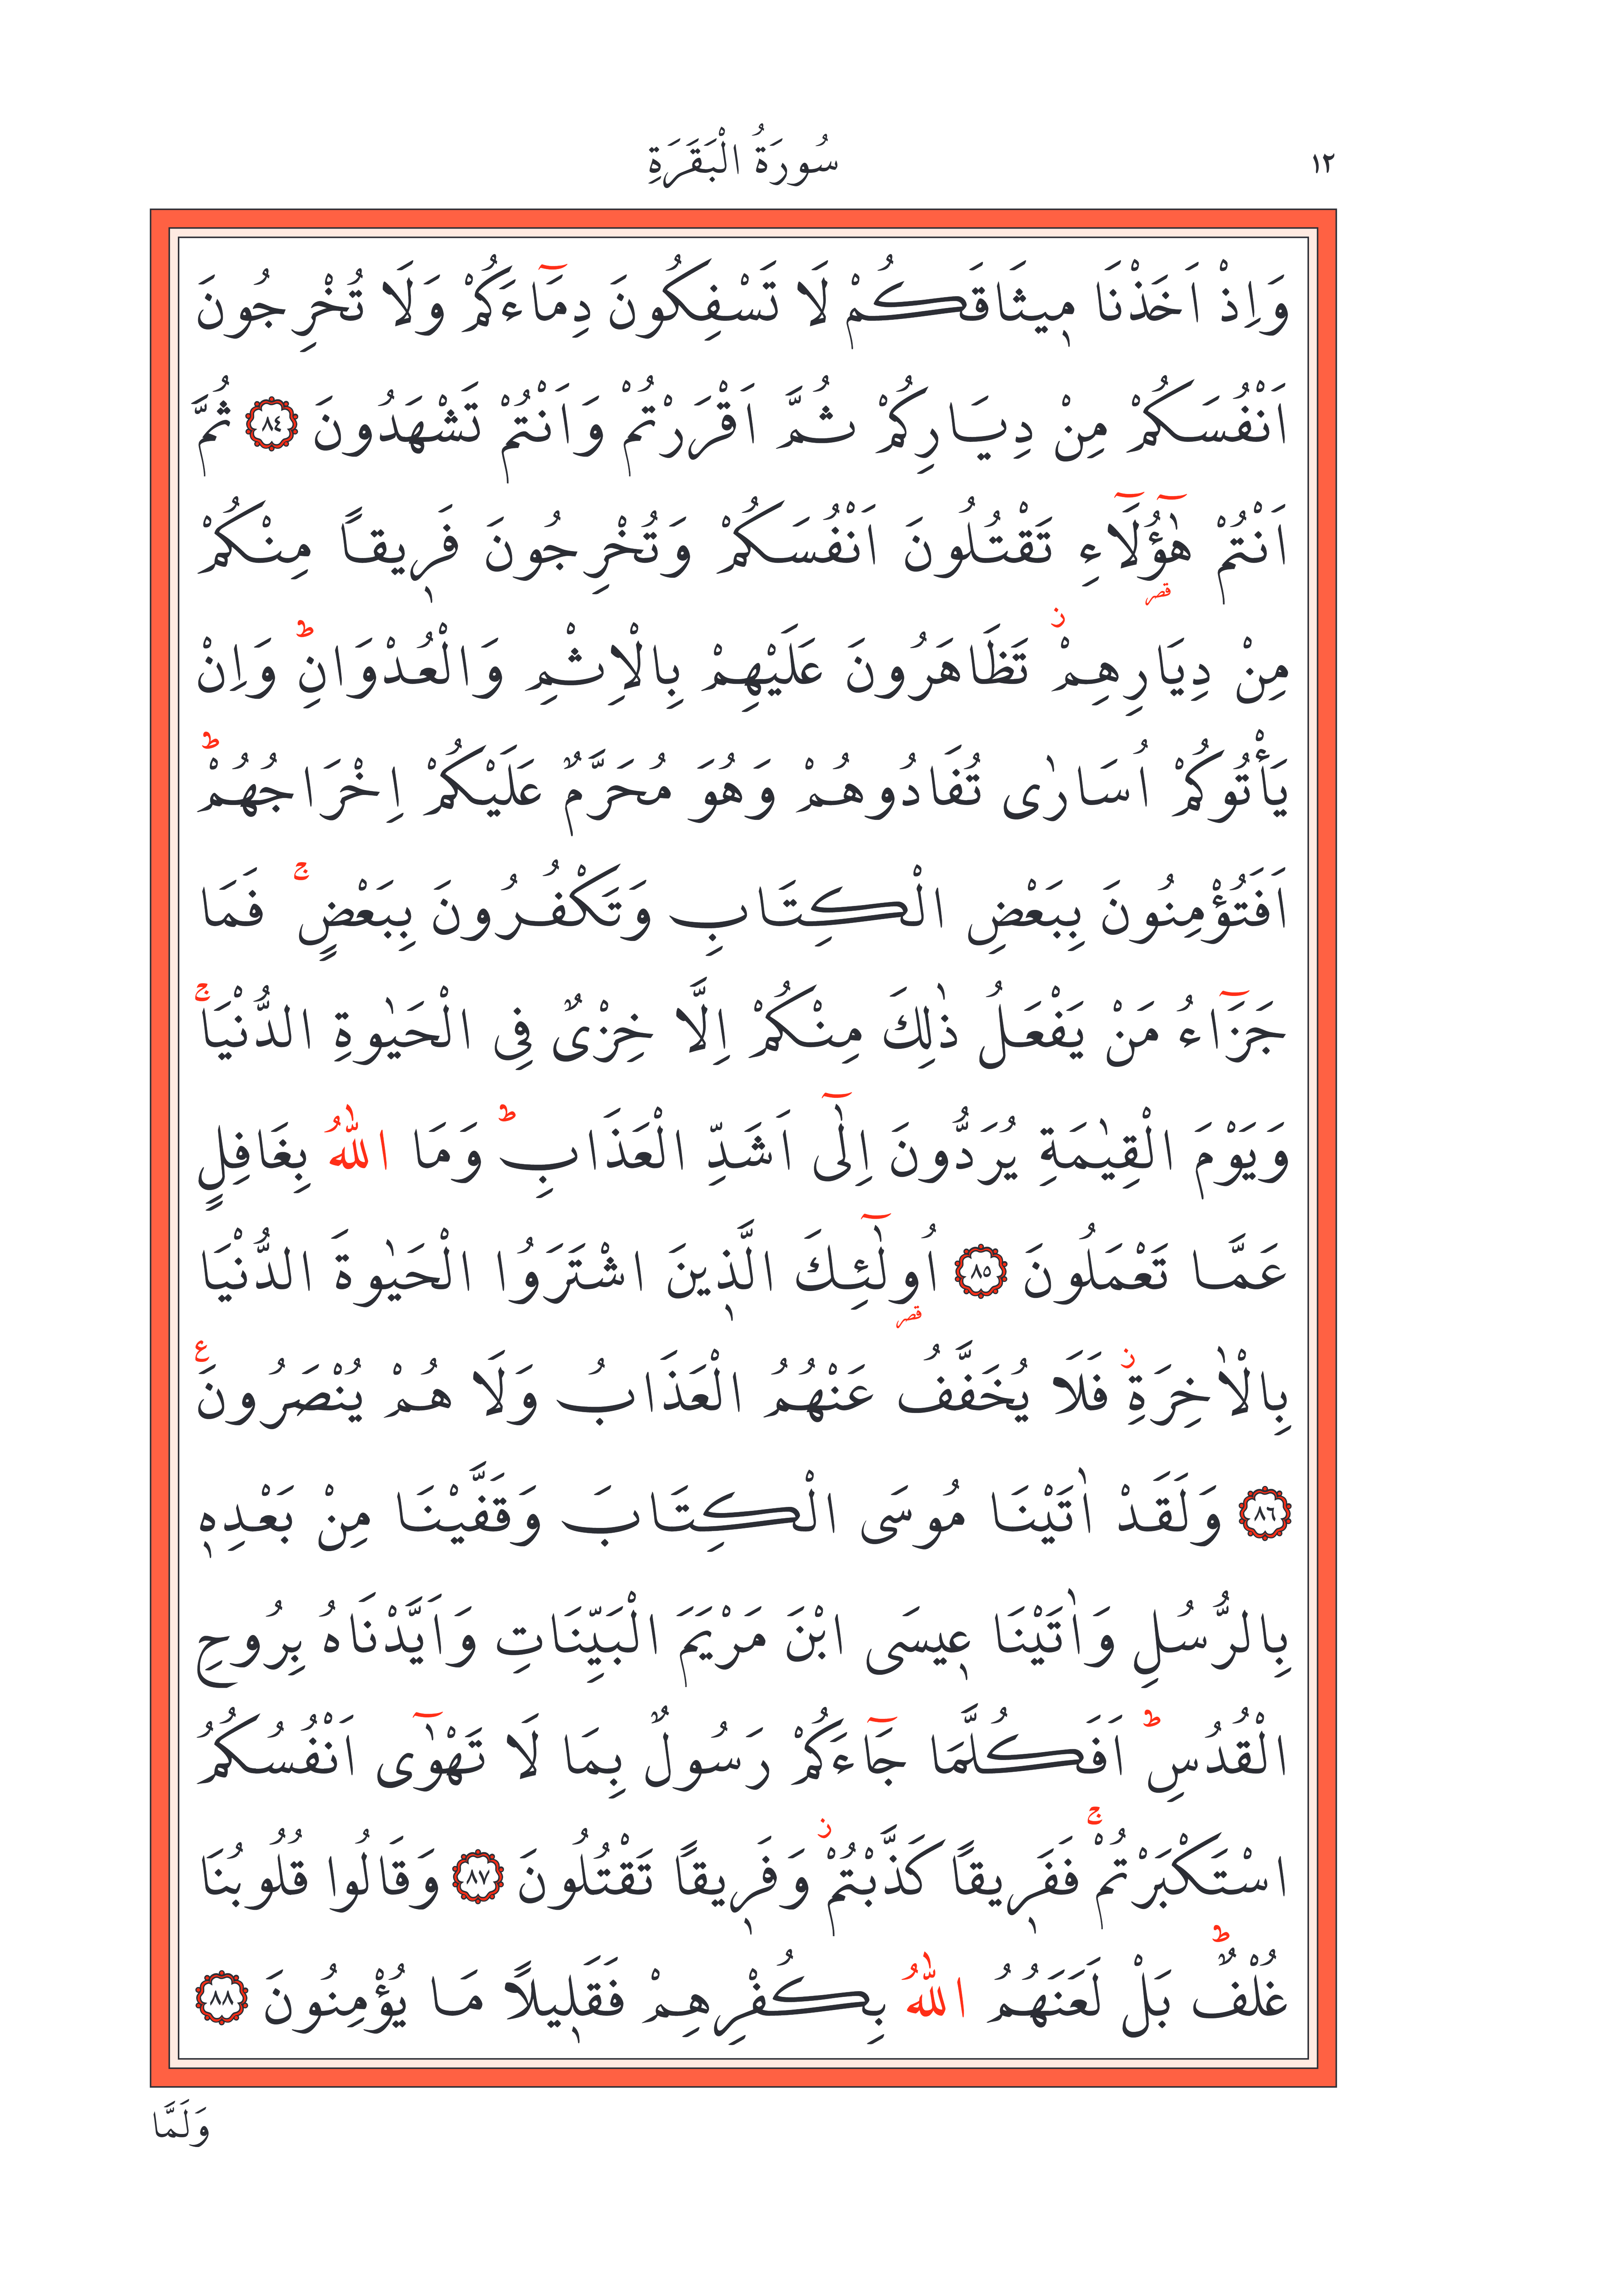 ١٢
سُورَةُ الْبَقَرَةِ
وَاِذْ اَخَذْنَا م۪يثَاقَكُمْ لَا تَسْفِكُونَ دِمَٓاءَكُمْ وَلَا تُخْرِجُونَ
اَنْفُسَكُمْ مِنْ دِيَارِكُمْ ثُمَّ اَقْرَرْتُمْ وَاَنْتُمْ تَشْهَدُونَ ﴿٨٤﴾ ثُمَّ
اَنْتُمْ هٰٓؤُ۬لَٓاءِ تَقْتُلُونَ اَنْفُسَكُمْ وَتُخْرِجُونَ فَر۪يقاً مِنْكُمْ
قصر
مِنْ دِيَارِهِمْ ز تَظَاهَرُونَ عَلَيْهِمْ بِالْاِثْمِ وَالْعُدْوَانِ ط وَاِنْ
يَأْتُوكُمْ اُسَارٰى تُفَادُوهُمْ وَهُوَ مُحَرَّمٌ عَلَيْكُمْ اِخْرَاجُهُمْ ط
اَفَتُؤْمِنُونَ بِبَعْضِ الْكِتَابِ وَتَكْفُرُونَ بِبَعْضٍ ۚ فَمَا
جَزَٓاءُ مَنْ يَفْعَلُ ذٰلِكَ مِنْكُمْ اِلَّا خِزْىٌ فِى الْحَيٰوةِ الدُّنْيَا ۚ
وَيَوْمَ الْقِيٰمَةِ يُرَدُّونَ اِلٰٓى اَشَدِّ الْعَذَابِ ط وَمَا اللّٰهُ بِغَافِلٍ
عَمَّا تَعْمَلُونَ ﴿٨٥﴾ اُولٰٓئِكَ الَّذ۪ينَ اشْتَرَوُا الْحَيٰوةَ الدُّنْيَا
قصر
بِالْاٰخِرَةِ ز فَلَا يُخَفَّفُ عَنْهُمُ الْعَذَابُ وَلَا هُمْ يُنْصَرُونَ ع
﴿٨٦﴾ وَلَقَدْ اٰتَيْنَا مُوسَى الْكِتَابَ وَقَفَّيْنَا مِنْ بَعْدِه۪
بِالرُّسُلِ وَاٰتَيْنَا ع۪يسَى ابْنَ مَرْيَمَ الْبَيِّنَاتِ وَاَيَّدْنَاهُ بِرُوحِ
الْقُدُسِ ط اَفَكُلَّمَا جَٓاءَكُمْ رَسُولٌ بِمَا لَا تَهْوٰٓى اَنْفُسُكُمُ
اسْتَكْبَرْتُمْ ۚ فَفَر۪يقاً كَذَّبْتُمْ ز وَفَر۪يقاً تَقْتُلُونَ ﴿٨٧﴾ وَقَالُوا قُلُوبُنَا
غُلْفٌ ط بَلْ لَعَنَهُمُ اللّٰهُ بِكُفْرِهِمْ فَقَل۪يلاً مَا يُؤْمِنُونَ ﴿٨٨﴾
وَلَمَّا